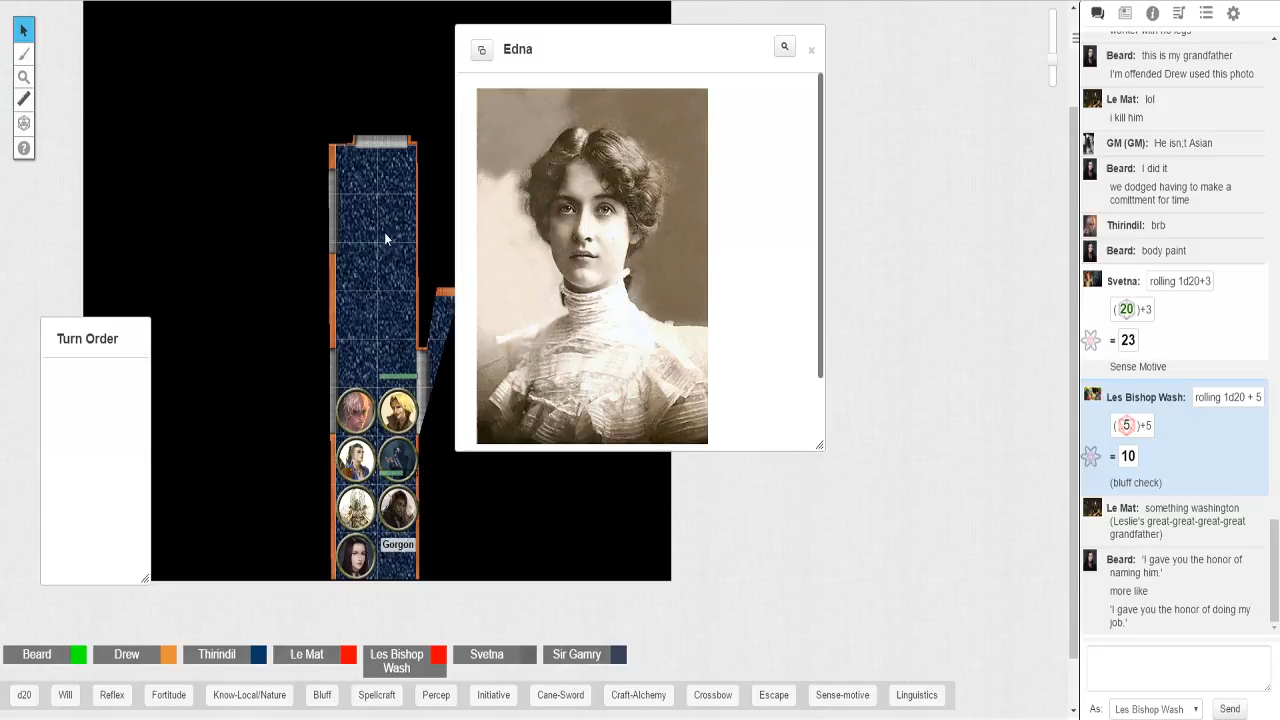 Edna
×
Turn Order
Gorgon
worker with no legs
Beard: this is my grandfather
I'm offended Drew used this photo
Le Mat: lol
i kill him
GM (GM): He isn;t Asian
Beard: I did it
we dodged having to make a
comittment for time
Thirindil: brb
Beard: body paint
Svetna: rolling 1d20+3
(20)+3
= 23
Sense Motive
Les Bishop Wash: rolling 1d20 + 5
(5)+5
= 10
(bluff check)
Le Mat: something washington
(Leslie's great-great-great-great
grandfather)
Beard: 'I gave you the honor of
naming him.'
more like
'I gave you the honor of doing my
job.'
As: Les Bishop Wash Send
Beard Drew Thirindil Le Mat Les Bishop
Wash Svetna Sir Gamry
d20 Will Reflex Fortitude Know-Local/Nature Bluff Spellcraft Percep Initiative Cane-Sword Craft-Alchemy Crossbow Escape Sense-motive Linguistics